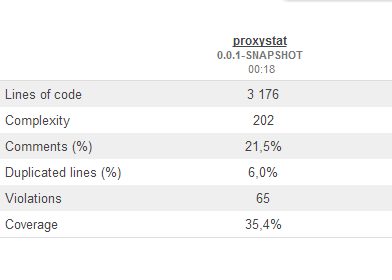 proxystat
0.0.1-SNAPSHOT
00:18
Lines of code 3 176
Complexity 202
Comments (%) 21,5%
Duplicated lines (%) 6,0%
Violations 65
Coverage 35,4%